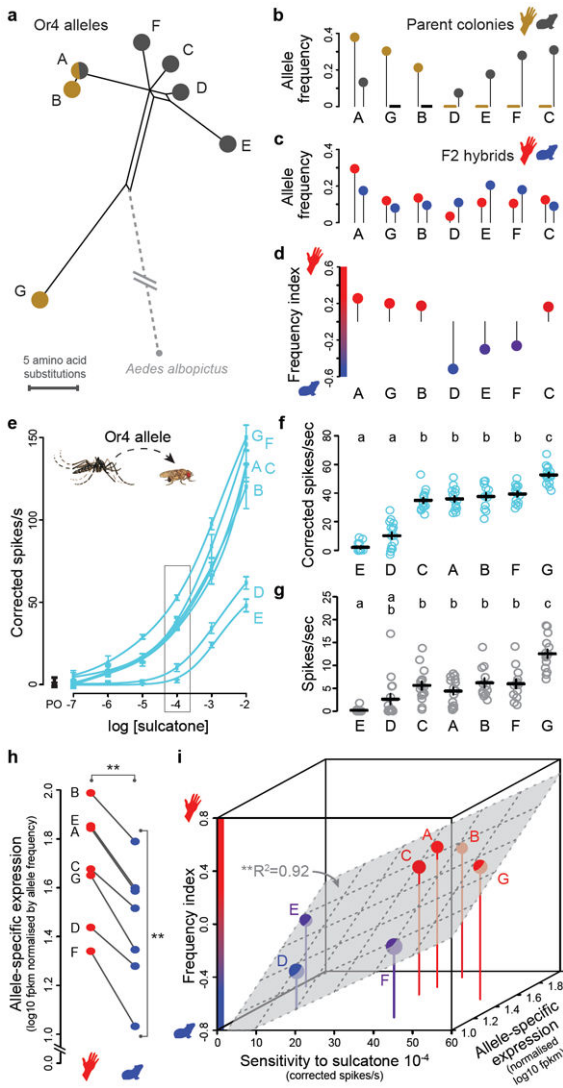 a
Or4 alleles
A
B
F
C
D
E
G
5 amino acid
substitutions
Aedes albopictus
b
Parent colonies
Allele
frequency
0.4
0.2
0
A G B D E F C
c
F2 hybrids
Allele
frequency
0.4
0.2
0
A G B D E F C
d
Frequency index
0.6
0
-0.6
A G B D E F C
e
Or4 allele
Corrected spikes/s
150
100
50
0
G
F
A C
B
D
E
PO -7 -6 -5 -4 -3 -2
log [sulcatone]
f
a a b b b b c
Corrected spikes/sec
80
60
40
20
0
E D C A B F G
g
a a b b b b b c
Spikes/sec
20
15
10
5
0
E D C A B F G
h
**
Allele-specific expression
(log10 fpkm normalised by allele frequency)
2.0
1.8
1.6
1.4
1.2
1.0
0.0
B
E
A
C
G
D
F
**
i
Frequency index
0.8
0.4
0.0
-0.4
-0.8
**R²=0.92
A
B
C
G
E
D
F
0 10 20 30 40 50 60
Sensitivity to sulcatone 10⁻⁴
(corrected spikes/s)
1.0 1.2 1.4 1.6 1.8
Allele-specific
expression
(normalised
log10 fpkm)